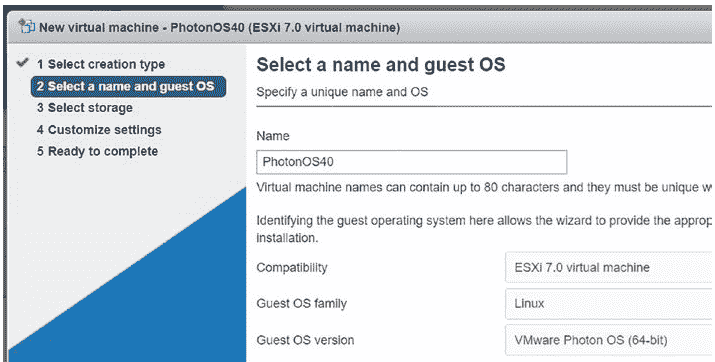 New virtual machine - PhotonOS40 (ESXi 7.0 virtual machine)
1 Select creation type
2 Select a name and guest OS
3 Select storage
4 Customize settings
5 Ready to complete
Select a name and guest OS
Specify a unique name and OS
Name
PhotonOS40
Virtual machine names can contain up to 80 characters and they must be unique w
Identifying the guest operating system here allows the wizard to provide the approp
installation.
Compatibility
ESXi 7.0 virtual machine
Guest OS family
Linux
Guest OS version
VMware Photon OS (64-bit)